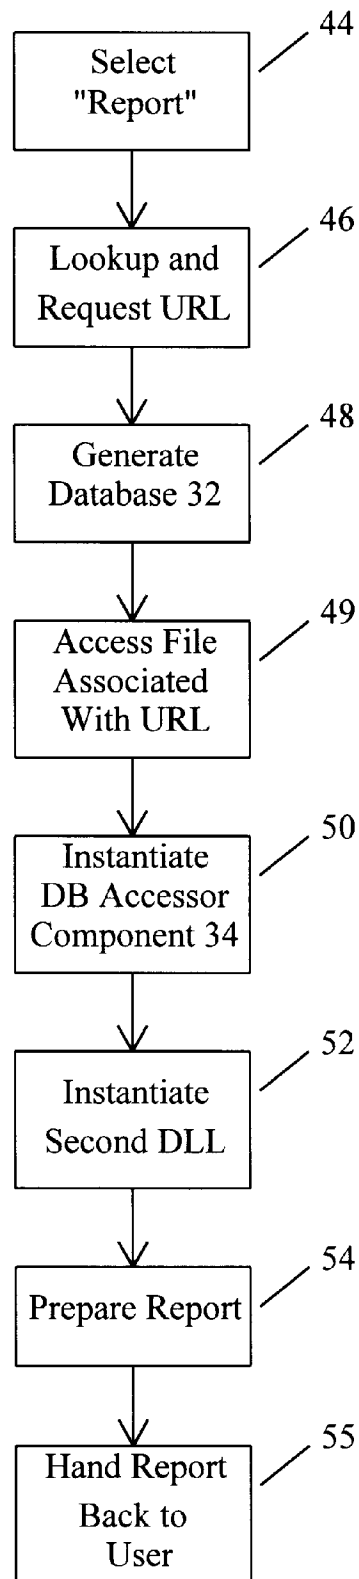 44
Select
"Report"
46
Lookup and
Request URL
48
Generate
Database 32
49
Access File
Associated
With URL
50
Instantiate
DB Accessor
Component 34
52
Instantiate
Second DLL
54
Prepare Report
55
Hand Report
Back to
User